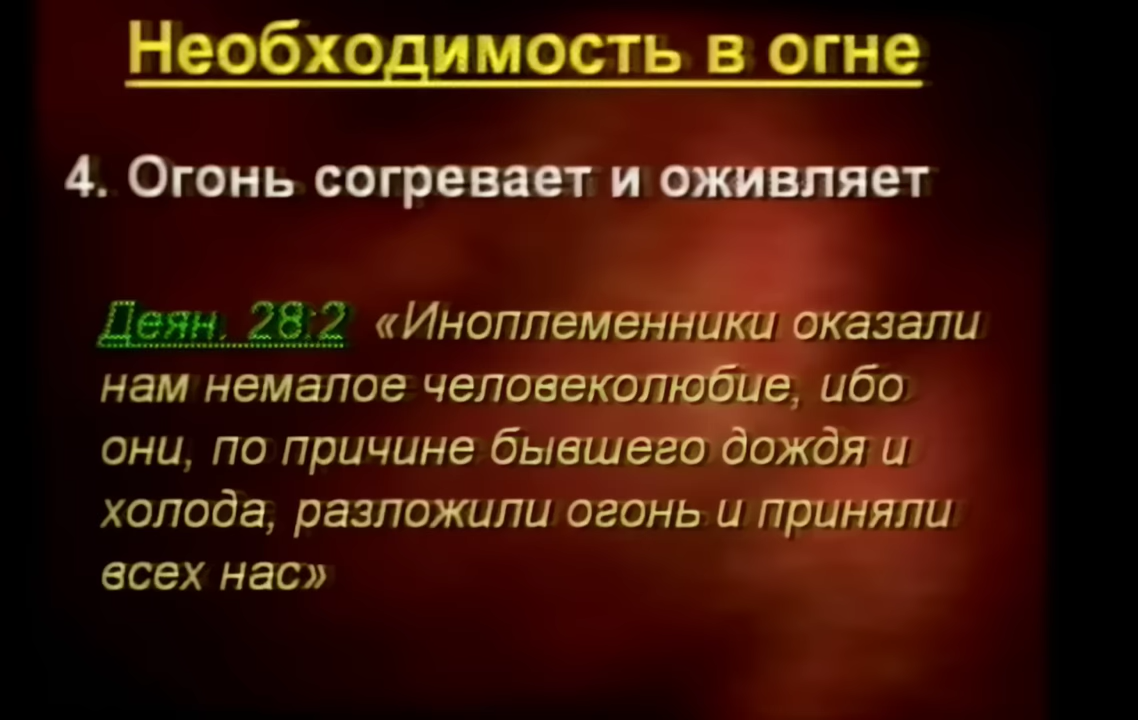 Необходимость в огне
4. Огонь согревает и оживляет
Деян. 28:2 «Иноплеменники оказали
нам немалое человеколюбие, ибо
они, по причине бывшего дождя и
холода, разложили огонь и приняли
всех нас»